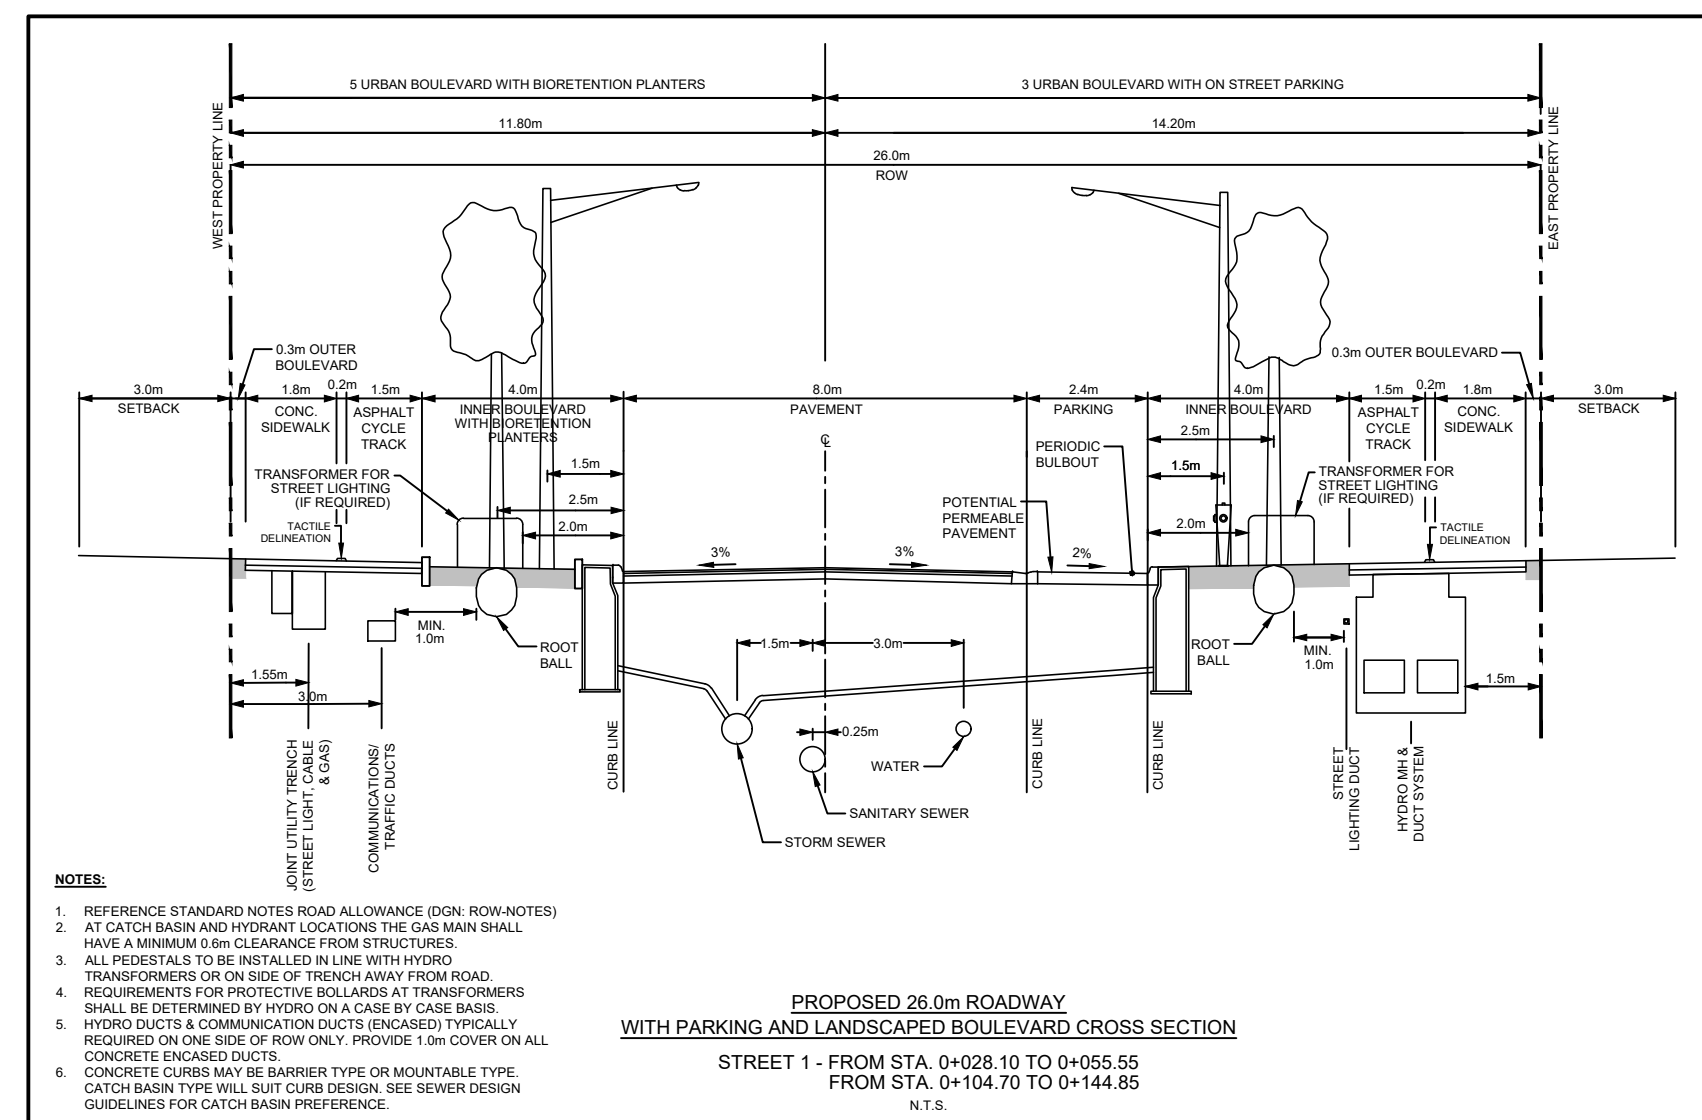 5 URBAN BOULEVARD WITH BIORETENTION PLANTERS
3 URBAN BOULEVARD WITH ON STREET PARKING
11.80m
14.20m
26.0m
ROW
WEST PROPERTY LINE
EAST PROPERTY LINE
0.3m OUTER
BOULEVARD
0.3m OUTER BOULEVARD
3.0m
SETBACK
1.8m
CONC.
SIDEWALK
0.2m
1.5m
ASPHALT
CYCLE
TRACK
4.0m
INNER BOULEVARD
WITH BIORETENTION
PLANTERS
8.0m
PAVEMENT
2.4m
PARKING
4.0m
INNER BOULEVARD
1.5m
ASPHALT
CYCLE
TRACK
0.2m
1.8m
CONC.
SIDEWALK
3.0m
SETBACK
℄
2.5m
PERIODIC
BULBOUT
1.5m
1.5m
TRANSFORMER FOR
STREET LIGHTING
(IF REQUIRED)
TRANSFORMER FOR
STREET LIGHTING
(IF REQUIRED)
2.5m
POTENTIAL
PERMEABLE
PAVEMENT
TACTILE
DELINEATION
2.0m
2.0m
TACTILE
DELINEATION
3%
3%
2%
MIN.
1.0m
ROOT
BALL
1.5m
3.0m
ROOT
BALL
MIN.
1.0m
1.55m
3.0m
1.5m
0.25m
WATER
SANITARY SEWER
STORM SEWER
CURB LINE
CURB LINE
CURB LINE
JOINT UTILITY TRENCH
(STREET LIGHT, CABLE
& GAS)
COMMUNICATIONS/
TRAFFIC DUCTS
STREET
LIGHTING DUCT
HYDRO MH &
DUCT SYSTEM
NOTES:
1. REFERENCE STANDARD NOTES ROAD ALLOWANCE (DGN: ROW-NOTES)
2. AT CATCH BASIN AND HYDRANT LOCATIONS THE GAS MAIN SHALL
HAVE A MINIMUM 0.6m CLEARANCE FROM STRUCTURES.
3. ALL PEDESTALS TO BE INSTALLED IN LINE WITH HYDRO
TRANSFORMERS OR ON SIDE OF TRENCH AWAY FROM ROAD.
4. REQUIREMENTS FOR PROTECTIVE BOLLARDS AT TRANSFORMERS
SHALL BE DETERMINED BY HYDRO ON A CASE BY CASE BASIS.
5. HYDRO DUCTS & COMMUNICATION DUCTS (ENCASED) TYPICALLY
REQUIRED ON ONE SIDE OF ROW ONLY. PROVIDE 1.0m COVER ON ALL
CONCRETE ENCASED DUCTS.
6. CONCRETE CURBS MAY BE BARRIER TYPE OR MOUNTABLE TYPE.
CATCH BASIN TYPE WILL SUIT CURB DESIGN. SEE SEWER DESIGN
GUIDELINES FOR CATCH BASIN PREFERENCE.
PROPOSED 26.0m ROADWAY
WITH PARKING AND LANDSCAPED BOULEVARD CROSS SECTION
STREET 1 - FROM STA. 0+028.10 TO 0+055.55
FROM STA. 0+104.70 TO 0+144.85
N.T.S.